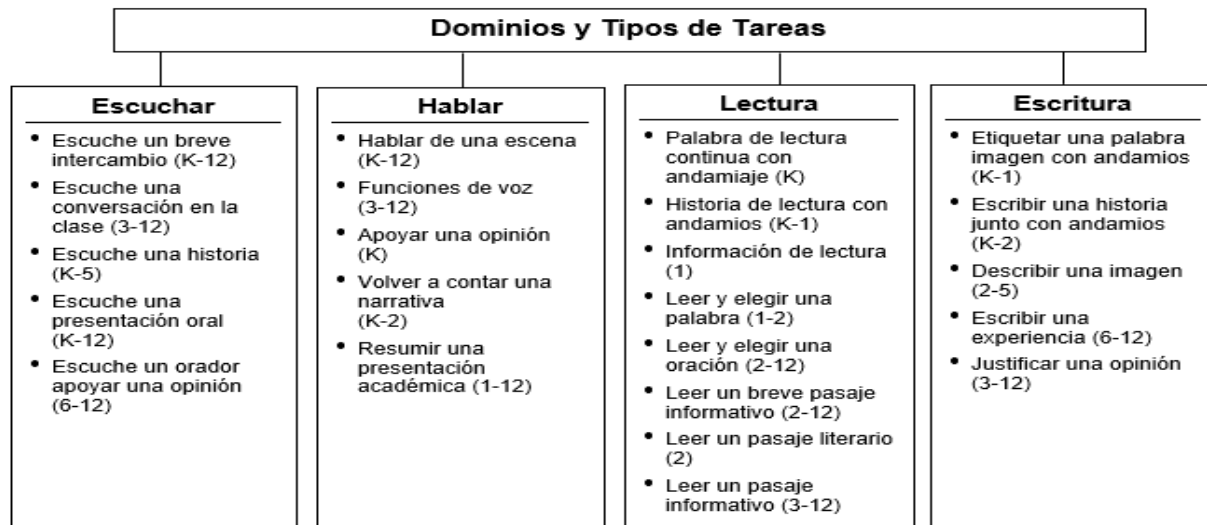 Dominios y Tipos de Tareas
Escuchar
• Escuche un breve
intercambio (K-12)
• Escuche una
conversación en la
clase (3-12)
• Escuche una historia
(K-5)
• Escuche una
presentación oral
(K-12)
• Escuche un orador
apoyar una opinión
(6-12)
Hablar
• Hablar de una escena
(K-12)
• Funciones de voz
(3-12)
• Apoyar una opinión
(K)
• Volver a contar una
narrativa
(K-2)
• Resumir una
presentación
académica (1-12)
Lectura
• Palabra de lectura
continua con
andamiaje (K)
• Historia de lectura con
andamios (K-1)
• Información de lectura
(1)
• Leer y elegir una
palabra (1-2)
• Leer y elegir una
oración (2-12)
• Leer un breve pasaje
informativo (2-12)
• Leer un pasaje literario
(2)
• Leer un pasaje
informativo (3-12)
Escritura
• Etiquetar una palabra
imagen con andamios
(K-1)
• Escribir una historia
junto con andamios
(K-2)
• Describir una imagen
(2-5)
• Escribir una
experiencia (6-12)
• Justificar una opinión
(3-12)